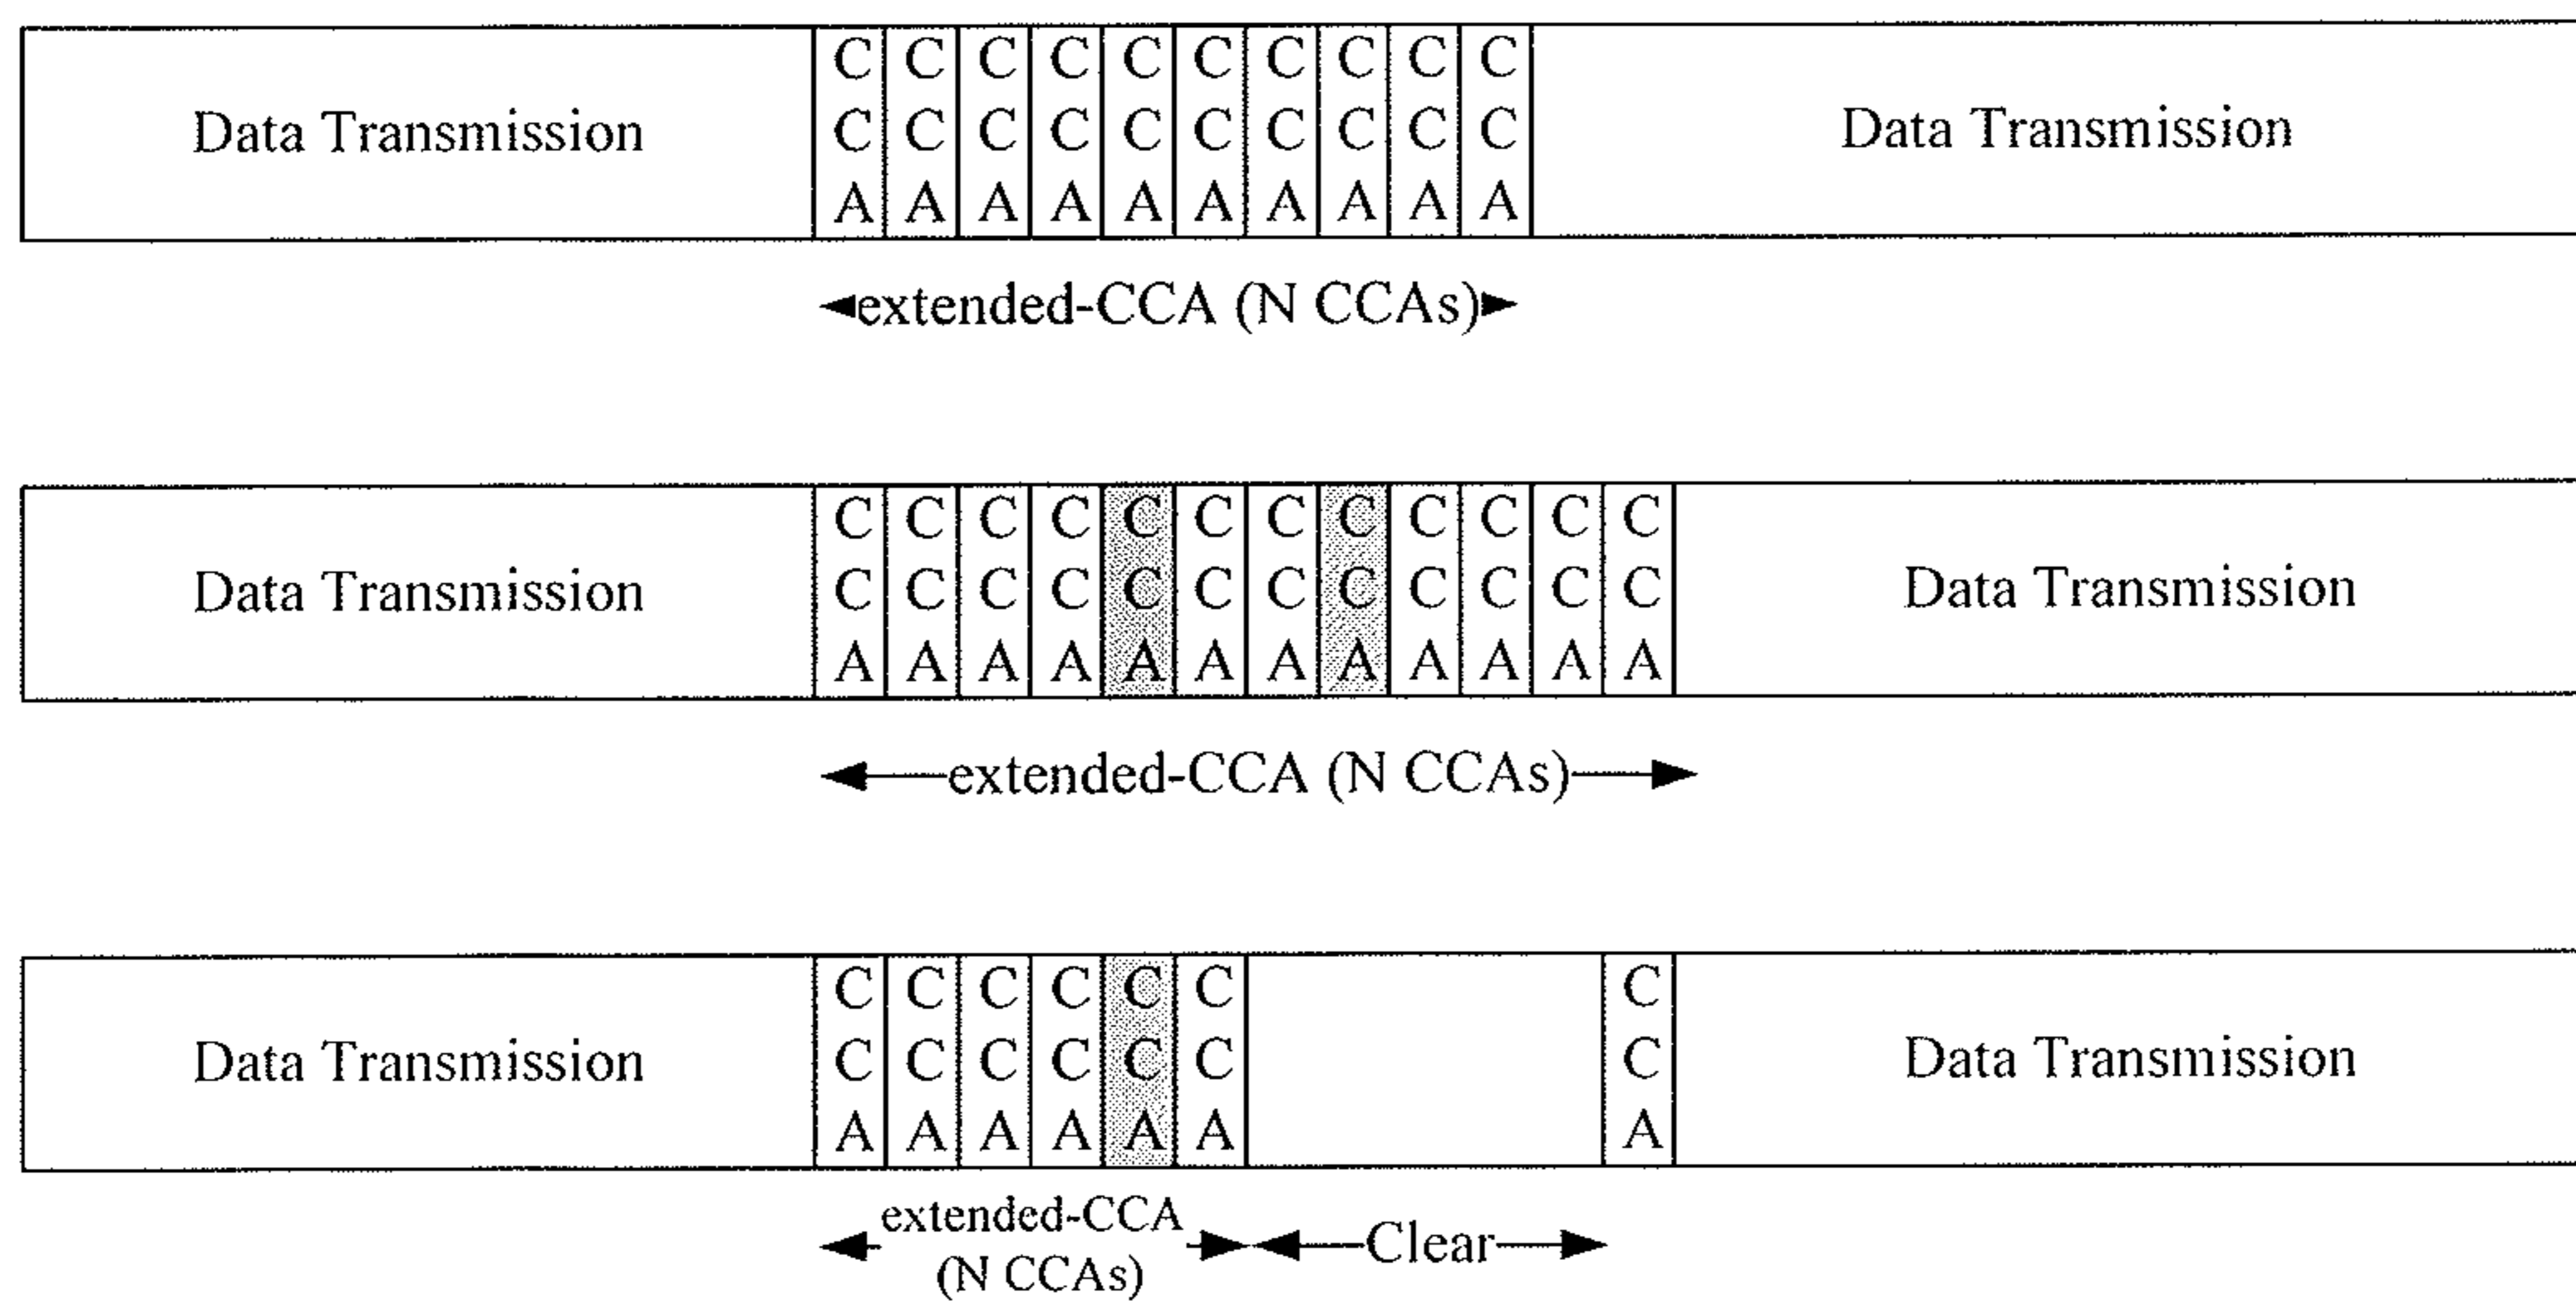 Data Transmission
C C C C C C C C C C
C C C C C C C C C C
A A A A A A A A A A
Data Transmission
extended-CCA (N CCAs)
Data Transmission
C C C C C C C C C C C C
C C C C C C C C C C C C
A A A A A A A A A A A A
Data Transmission
extended-CCA (N CCAs)
Data Transmission
C C C C C C C
C C C C C C C
A A A A A A A
Data Transmission
extended-CCA
(N CCAs)
Clear